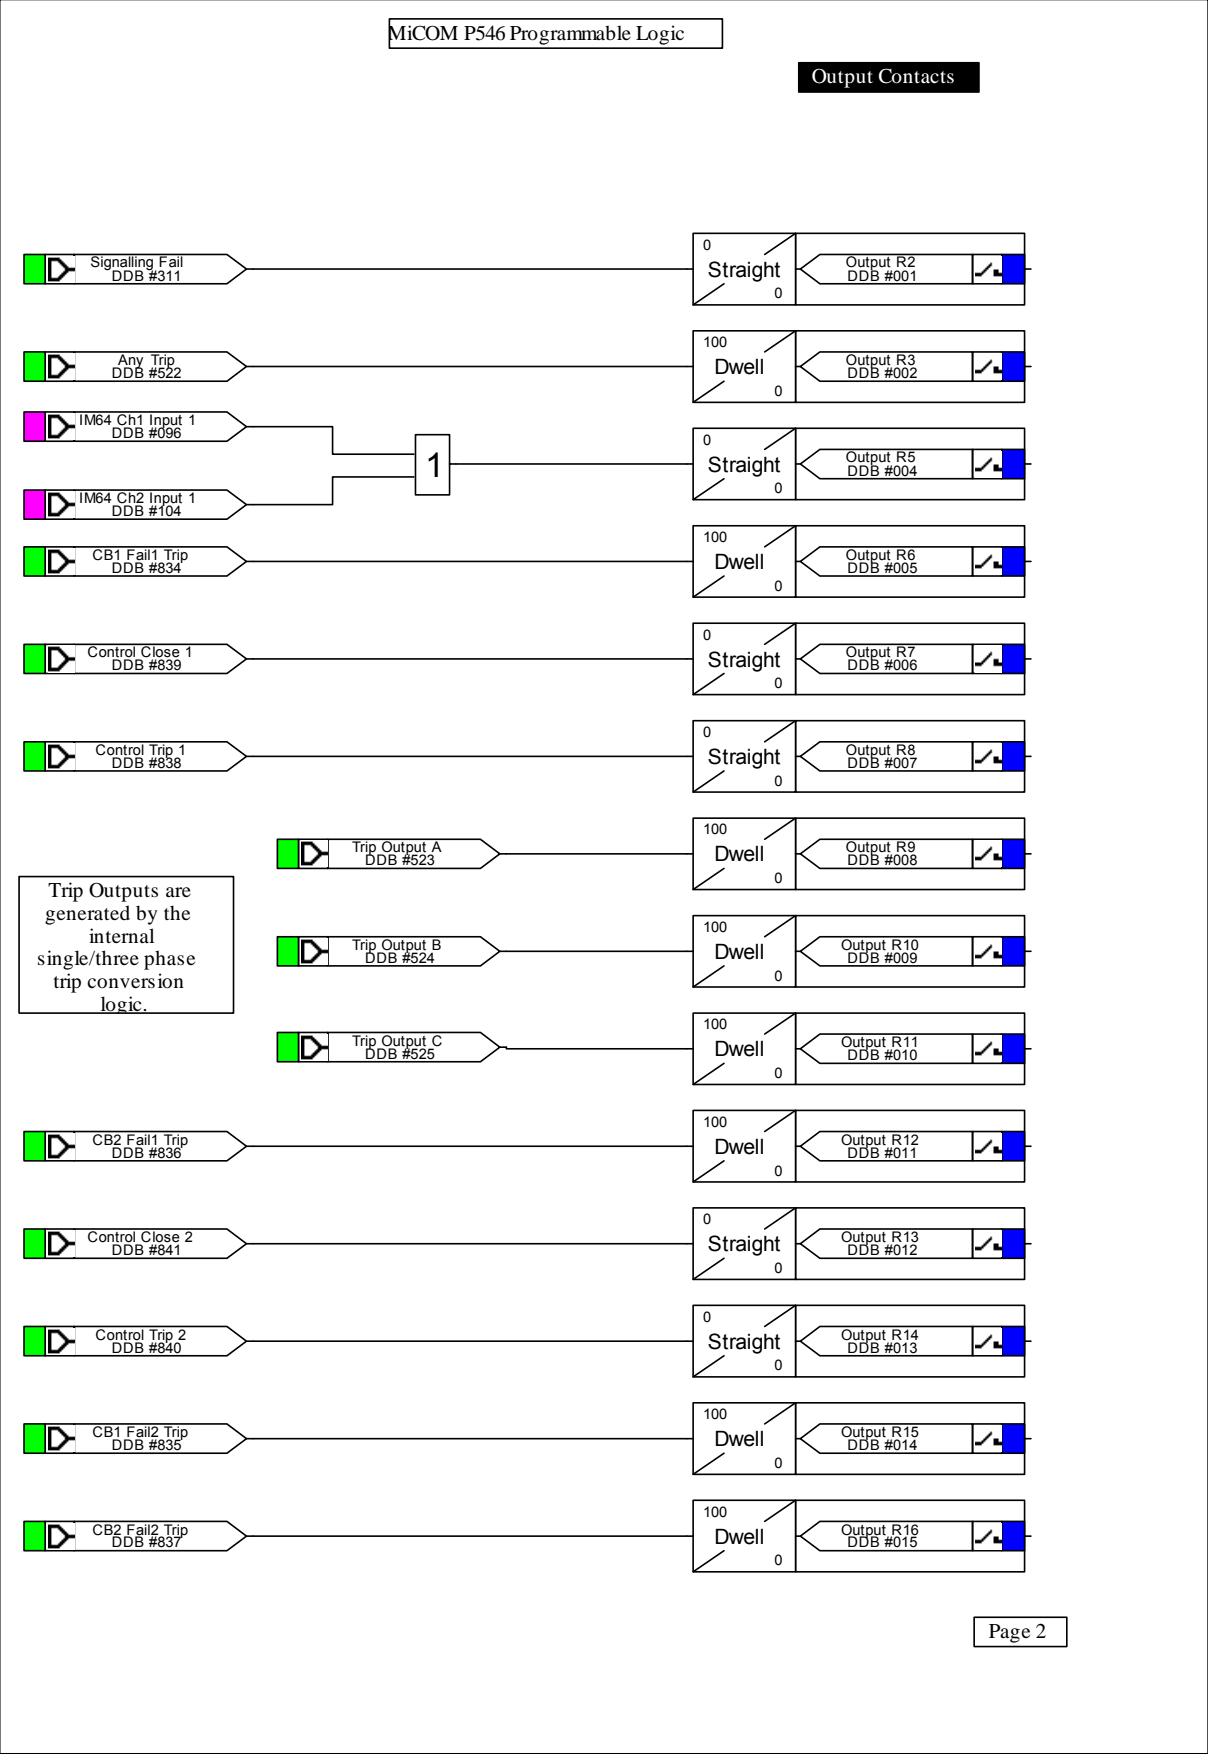 MiCOM P546 Programmable Logic
Output Contacts
Signalling Fail
DDB #311
0
Straight
0
Output R2
DDB #001
Any Trip
DDB #522
100
Dwell
0
Output R3
DDB #002
IM64 Ch1 Input 1
DDB #096
IM64 Ch2 Input 1
DDB #104
1
0
Straight
0
Output R5
DDB #004
CB1 Fail1 Trip
DDB #834
100
Dwell
0
Output R6
DDB #005
Control Close 1
DDB #839
0
Straight
0
Output R7
DDB #006
Control Trip 1
DDB #838
0
Straight
0
Output R8
DDB #007
Trip Output A
DDB #523
100
Dwell
0
Output R9
DDB #008
Trip Outputs are
generated by the
internal
single/three phase
trip conversion
logic.
Trip Output B
DDB #524
100
Dwell
0
Output R10
DDB #009
Trip Output C
DDB #525
100
Dwell
0
Output R11
DDB #010
CB2 Fail1 Trip
DDB #836
100
Dwell
0
Output R12
DDB #011
Control Close 2
DDB #841
0
Straight
0
Output R13
DDB #012
Control Trip 2
DDB #840
0
Straight
0
Output R14
DDB #013
CB1 Fail2 Trip
DDB #835
100
Dwell
0
Output R15
DDB #014
CB2 Fail2 Trip
DDB #837
100
Dwell
0
Output R16
DDB #015
Page 2